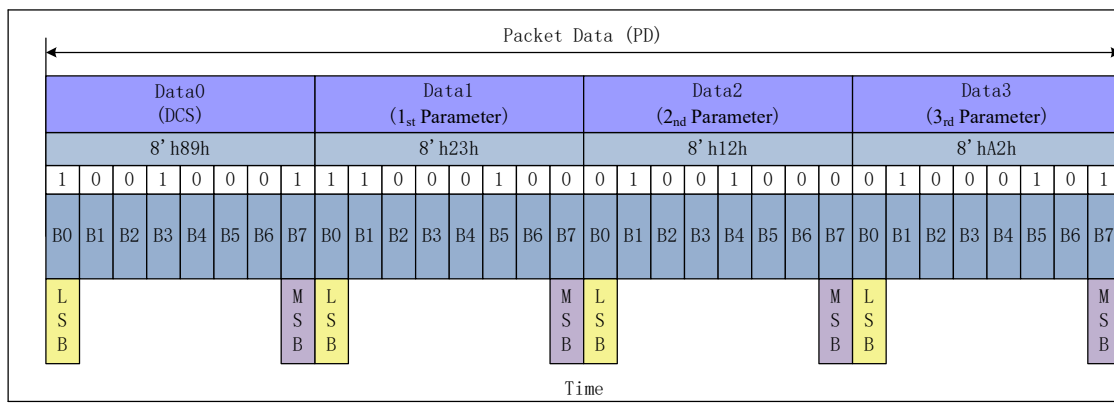 Packet Data (PD)
Data0 Data1 Data2 Data3
(DCS) (1st Parameter) (2nd Parameter) (3rd Parameter)
8'h89h 8'h23h 8'h12h 8'hA2h
1 0 0 1 0 0 0 1 1 1 0 0 0 1 0 0 0 1 0 0 1 0 0 0 0 1 0 0 0 1 0 1
B0 B1 B2 B3 B4 B5 B6 B7 B0 B1 B2 B3 B4 B5 B6 B7 B0 B1 B2 B3 B4 B5 B6 B7 B0 B1 B2 B3 B4 B5 B6 B7
L M L M L M L M
S S S S S S S S
B B B B B B B B
Time